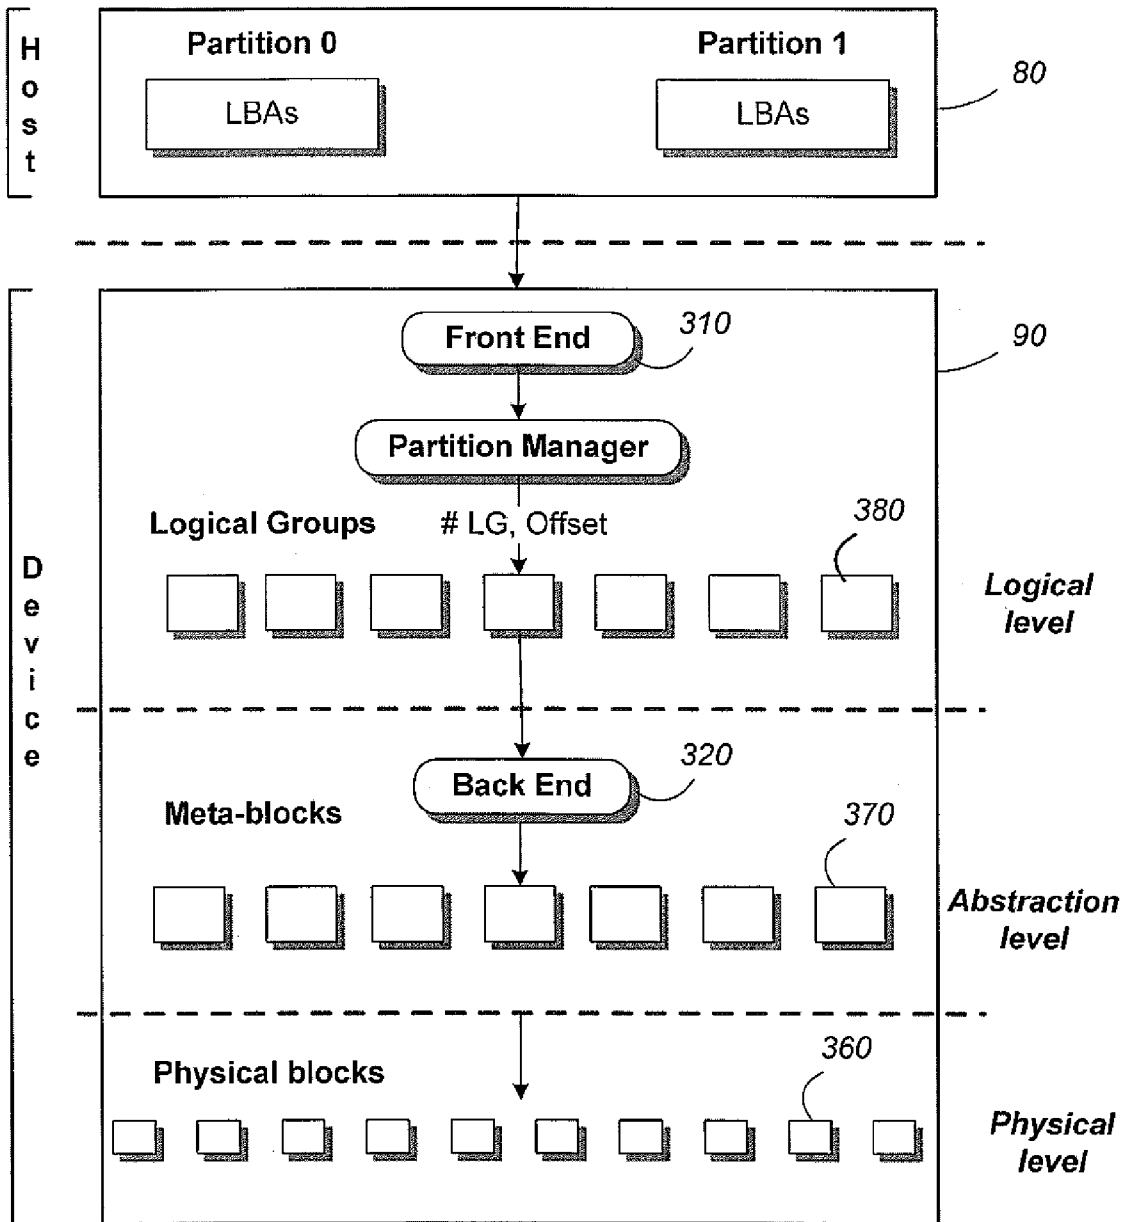 Host
Partition 0
Partition 1
LBAs
LBAs
80
Device
Front End
310
90
Partition Manager
Logical Groups
# LG, Offset
380
Logical
level
Back End
320
Meta-blocks
370
Abstraction
level
Physical blocks
360
Physical
level